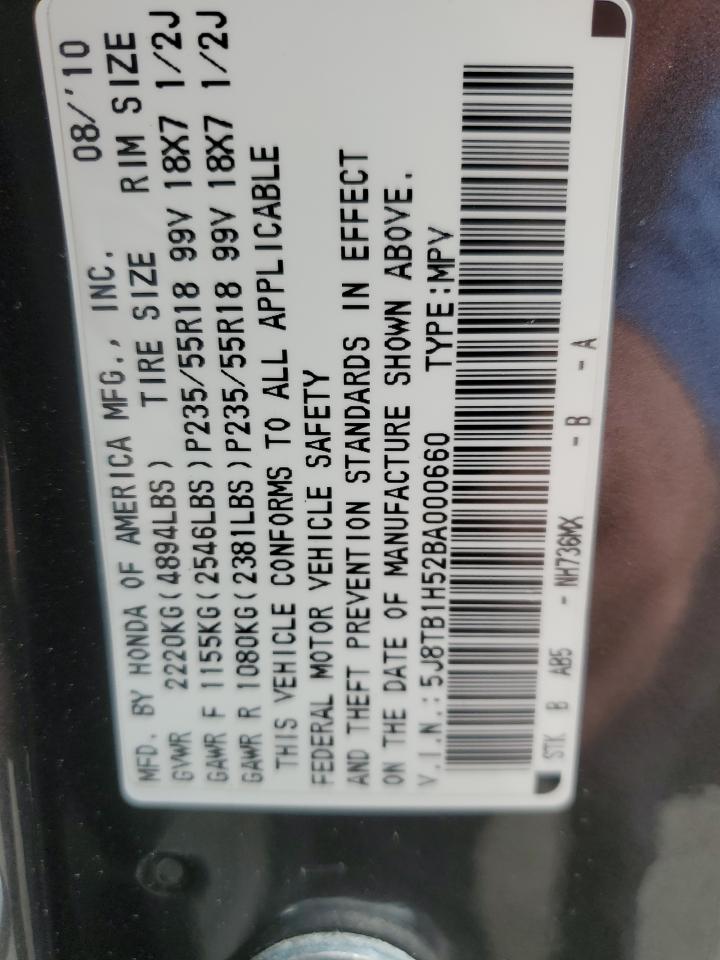 MFD. BY HONDA OF AMERICA MFG., INC. 08/'10
GVWR 2220KG(4894LBS) TIRE SIZE RIM SIZE
GAWR F 1155KG(2546LBS)P235/55R18 99V 18X7 1/2J
GAWR R 1080KG(2381LBS)P235/55R18 99V 18X7 1/2J
THIS VEHICLE CONFORMS TO ALL APPLICABLE
FEDERAL MOTOR VEHICLE SAFETY
AND THEFT PREVENTION STANDARDS IN EFFECT
ON THE DATE OF MANUFACTURE SHOWN ABOVE.
V.I.N.:5J8TB1H52BA000660 TYPE:MPV
STK B A05 - NH736MX - B - A